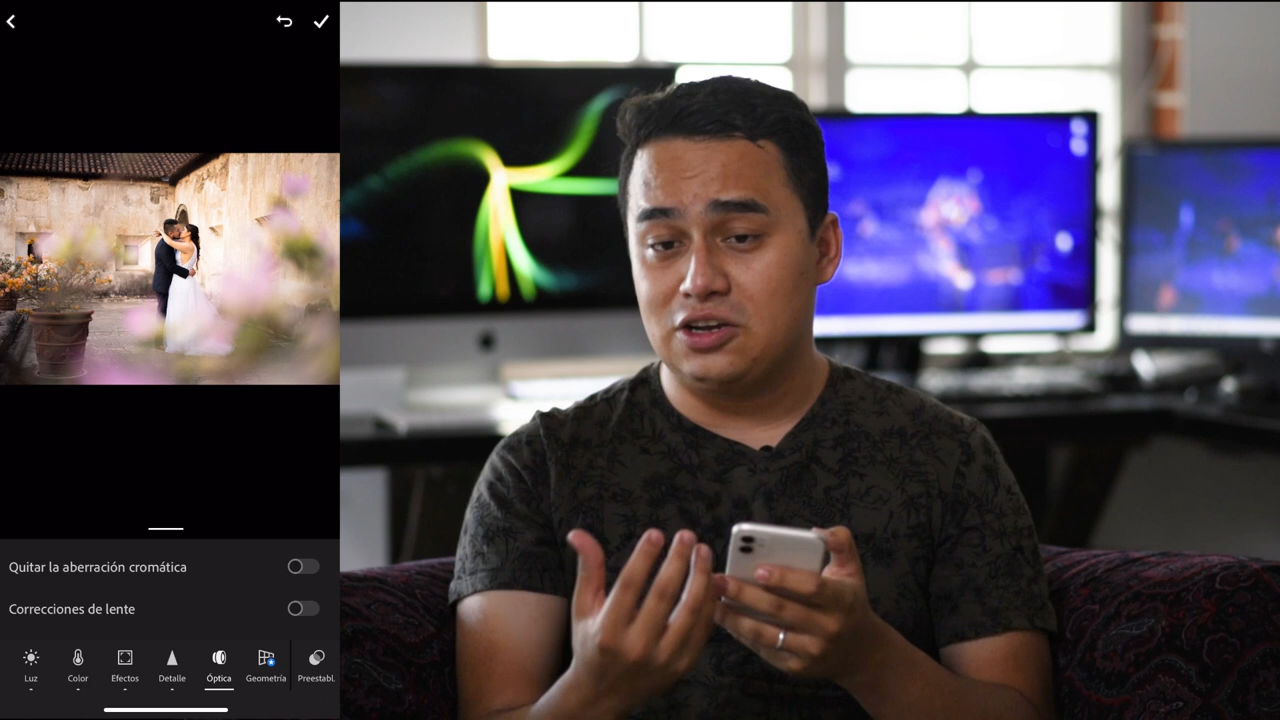 Quitar la aberración cromática
Correcciones de lente
Luz
Color
Efectos
Detalle
Óptica
Geometría
Preestabl.